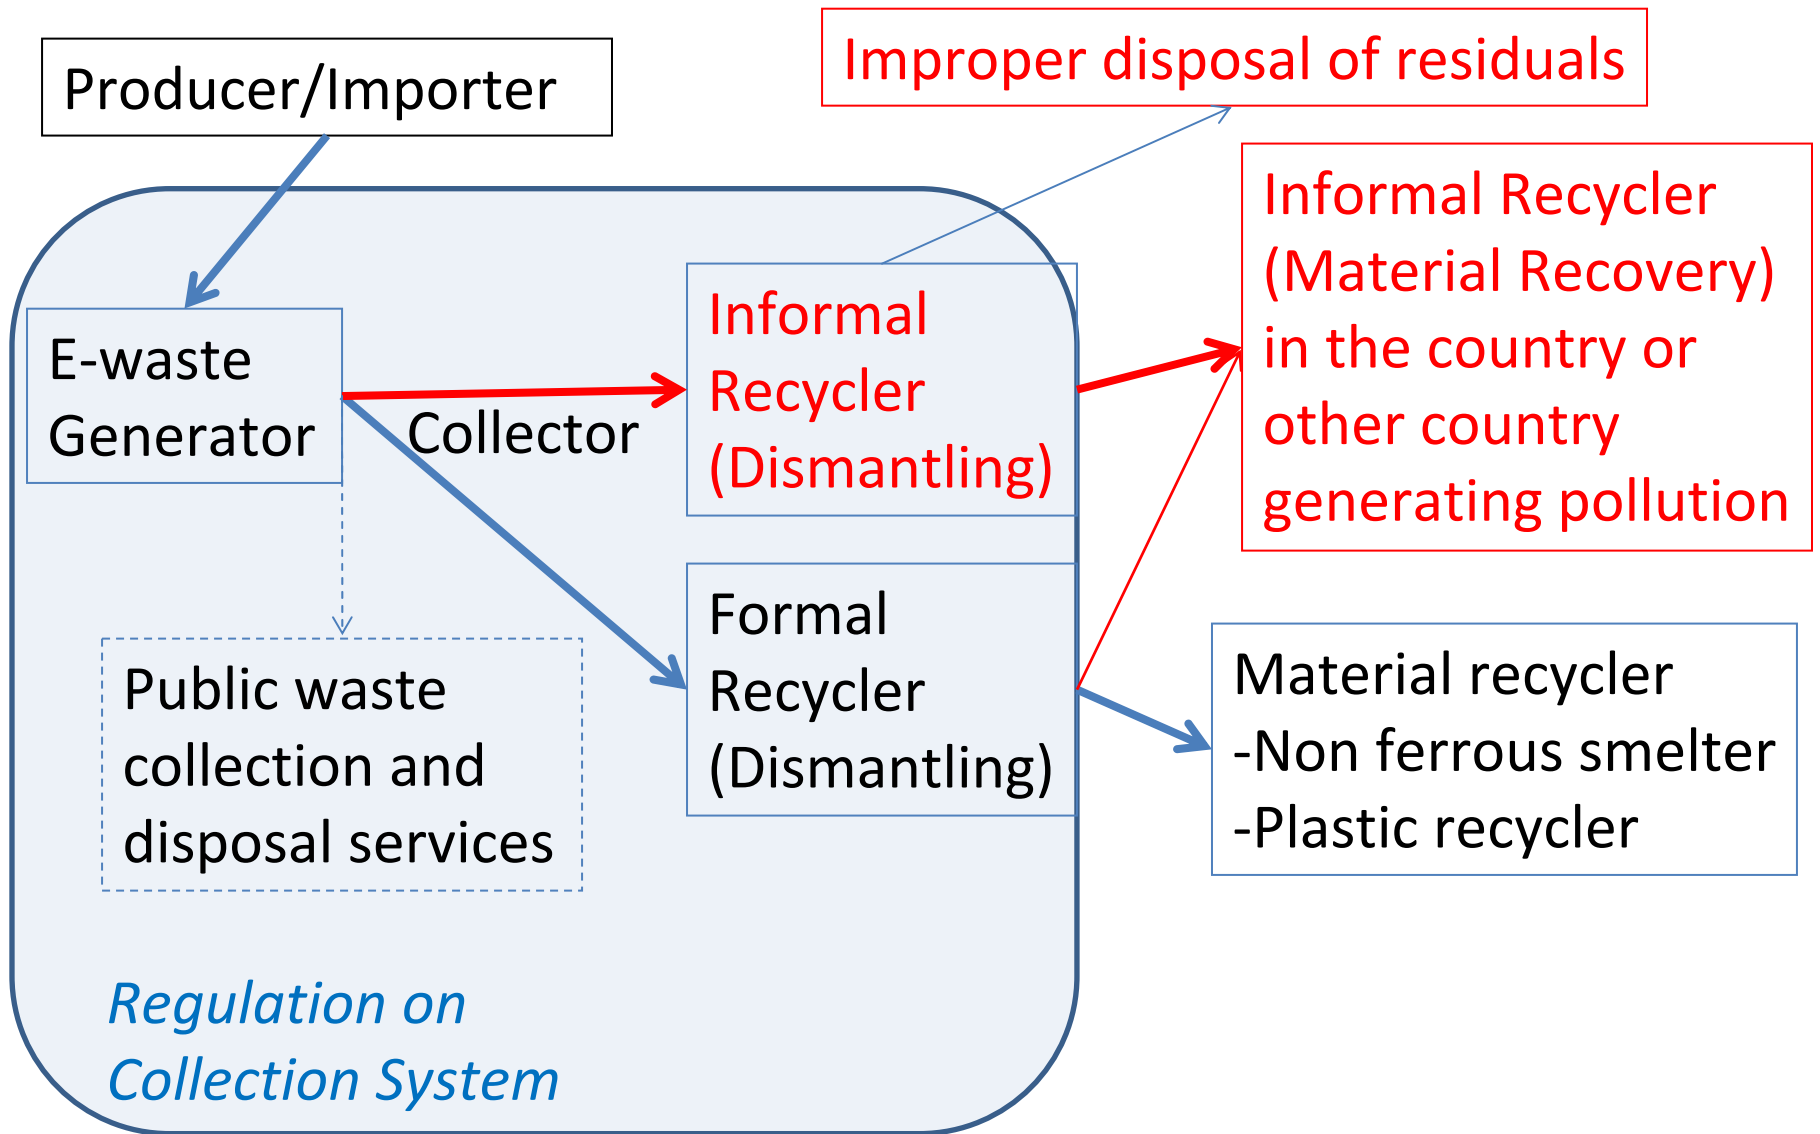 Producer/Importer
Improper disposal of residuals
E-waste
Generator
Collector
Informal
Recycler
(Dismantling)
Informal Recycler
(Material Recovery)
in the country or
other country
generating pollution
Public waste
collection and
disposal services
Formal
Recycler
(Dismantling)
Material recycler
-Non ferrous smelter
-Plastic recycler
Regulation on
Collection System